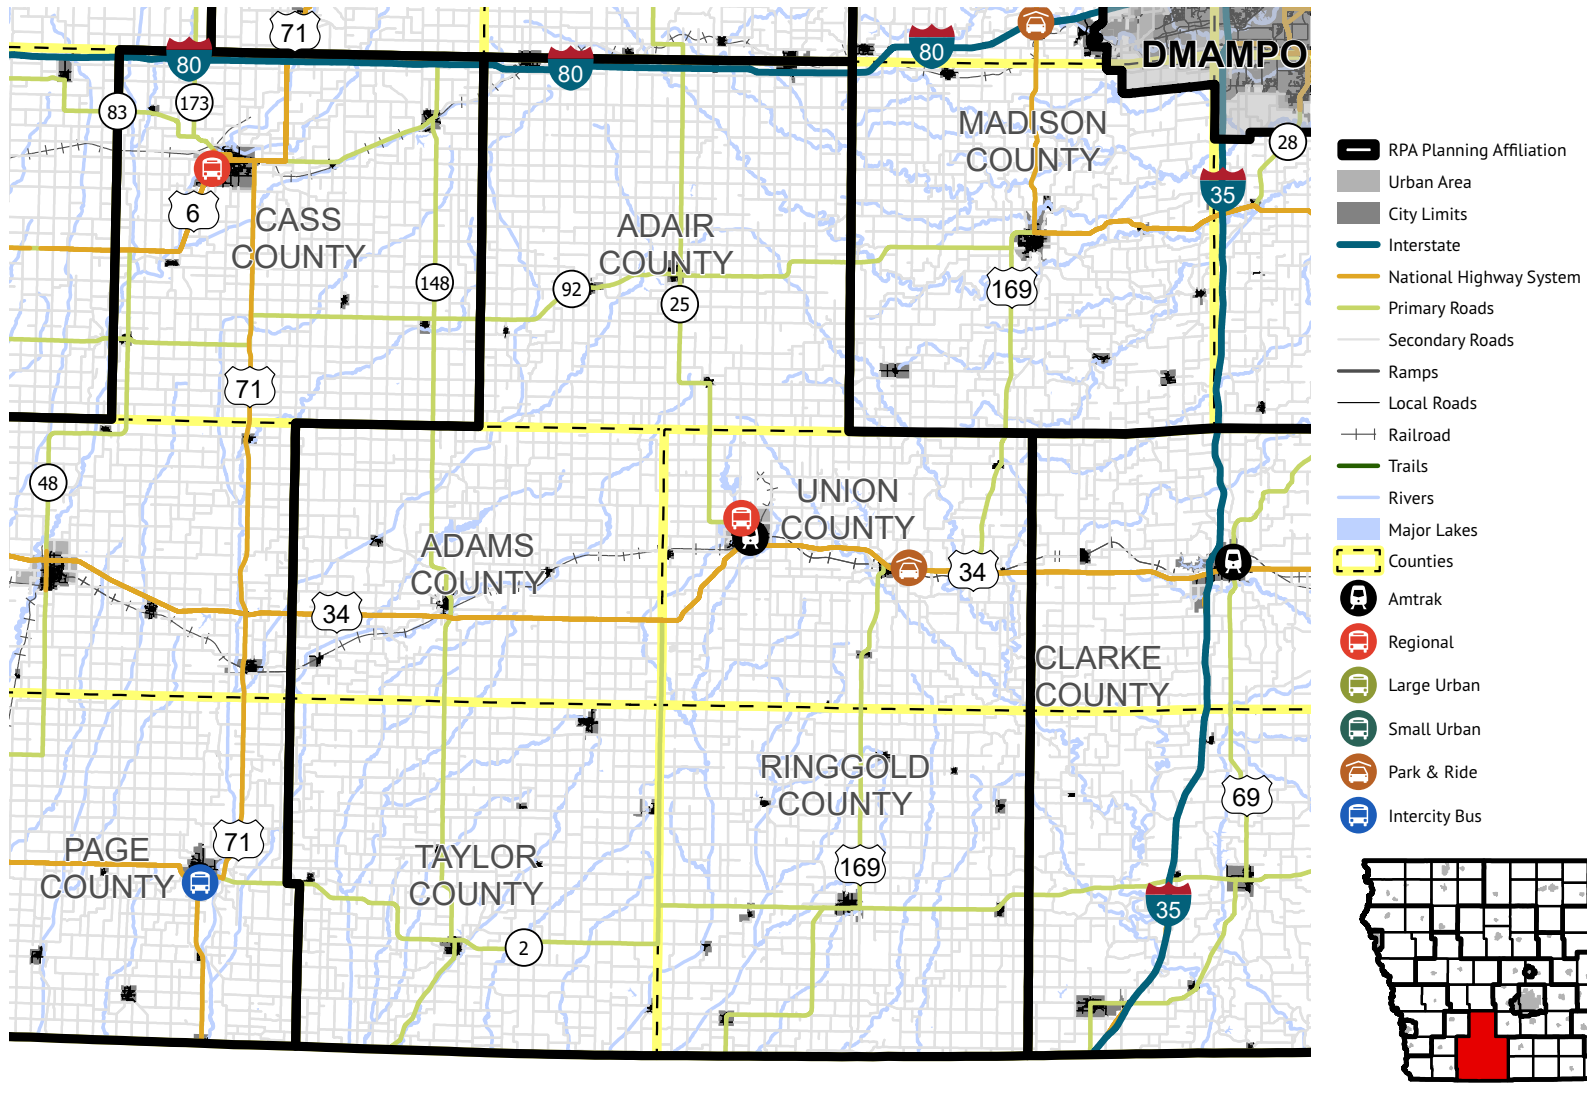 71
80
80
80
DMAMPO
83
173
MADISON
COUNTY
28
6
CASS
COUNTY
35
ADAIR
COUNTY
148
92
25
169
71
48
UNION
COUNTY
ADAMS
COUNTY
34
34
CLARKE
COUNTY
RINGGOLD
COUNTY
69
71
PAGE
COUNTY
TAYLOR
COUNTY
169
35
2
RPA Planning Affiliation
Urban Area
City Limits
Interstate
National Highway System
Primary Roads
Secondary Roads
Ramps
Local Roads
Railroad
Trails
Rivers
Major Lakes
Counties
Amtrak
Regional
Large Urban
Small Urban
Park & Ride
Intercity Bus